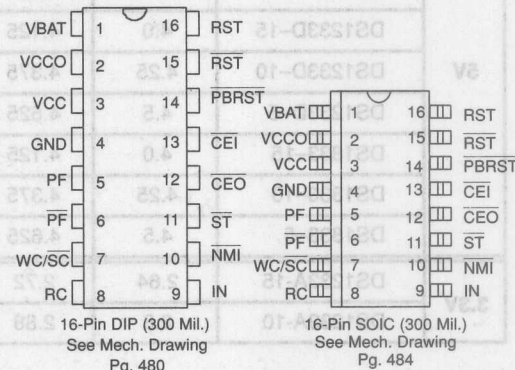 VBAT 1 16 RST
VCCO 2 15 RST
VCC 3 14 PBRST
GND 4 13 CEI
PF 5 12 CEO
PF 6 11 ST
WC/SC 7 10 NMI
RC 8 9 IN
16-Pin DIP (300 Mil.)
See Mech. Drawing
Pg. 480
VBAT 1 16 RST
VCCO 2 15 RST
VCC 3 14 PBRST
GND 4 13 CEI
PF 5 12 CEO
PF 6 11 ST
WC/SC 7 10 NMI
RC 8 9 IN
16-Pin SOIC (300 Mil.)
See Mech. Drawing
Pg. 484